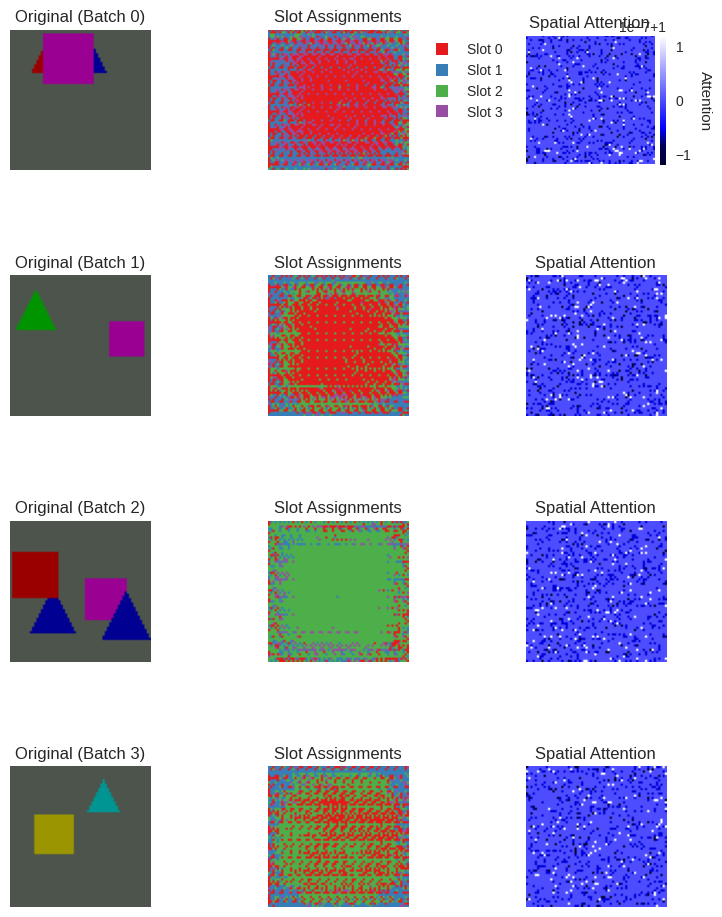 Original (Batch 0)
Slot Assignments
Slot 0
Slot 1
Slot 2
Slot 3
Spatial Attention
1e−7+1
1
0
−1
Attention
Original (Batch 1)
Slot Assignments
Spatial Attention
Original (Batch 2)
Slot Assignments
Spatial Attention
Original (Batch 3)
Slot Assignments
Spatial Attention